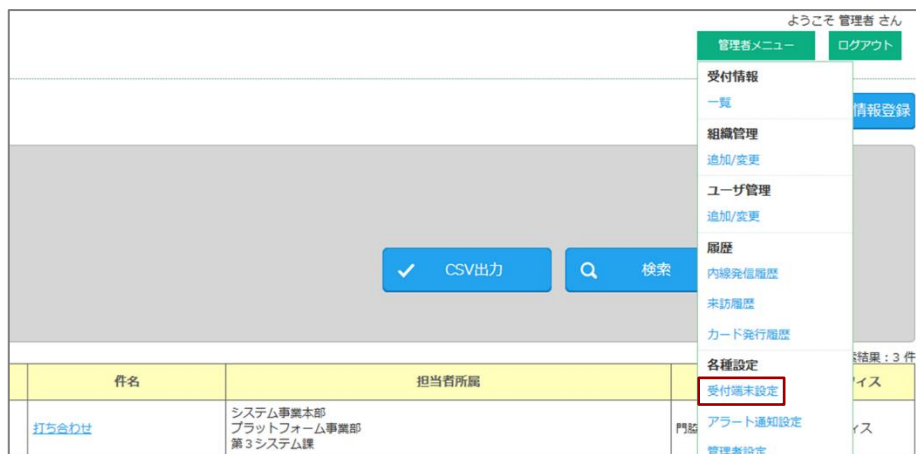 ようこそ 管理者 さん
管理者メニュー
ログアウト
受付情報
一覧
情報登録
組織管理
追加/変更
ユーザ管理
追加/変更
履歴
内線発信履歴
来訪履歴
カード発行履歴
各種設定
受付端末設定
アラート通知設定
管理者設定
CSV出力
検索
結果：3 件
件名
担当者所属
ィス
打ち合わせ
システム事業本部
プラットフォーム事業部
第３システム課
門脇
ィス